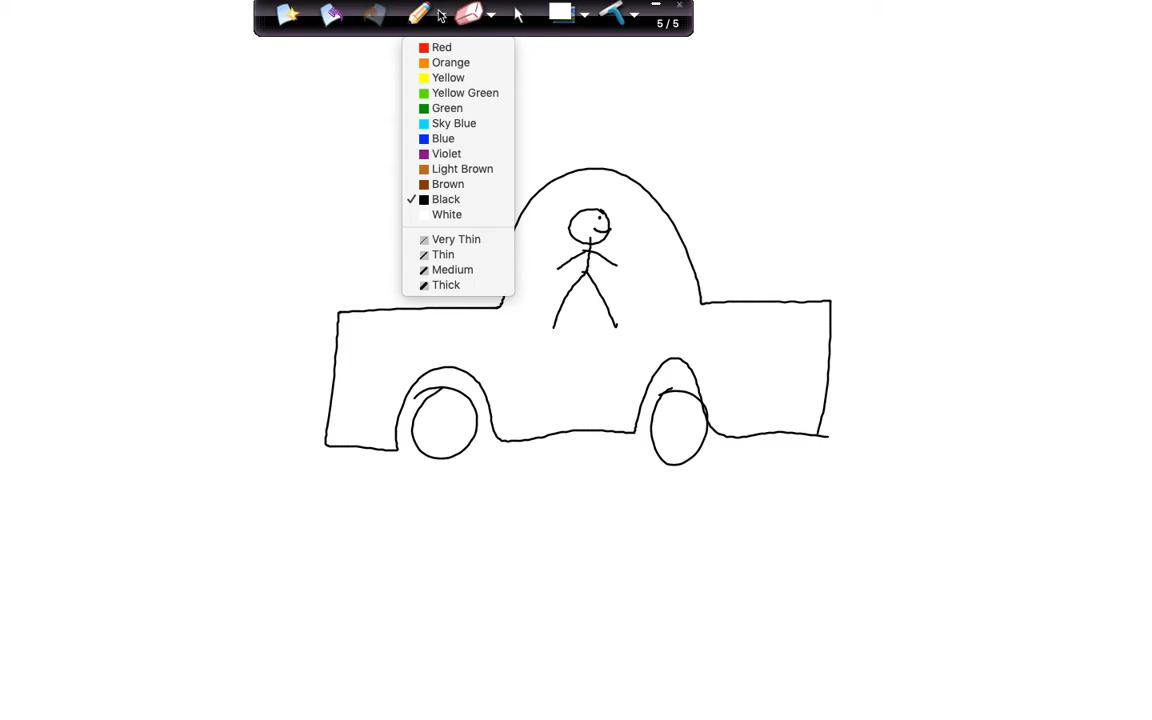 5 / 5
Red
Orange
Yellow
Yellow Green
Green
Sky Blue
Blue
Violet
Light Brown
Brown
Black
White
Very Thin
Thin
Medium
Thick